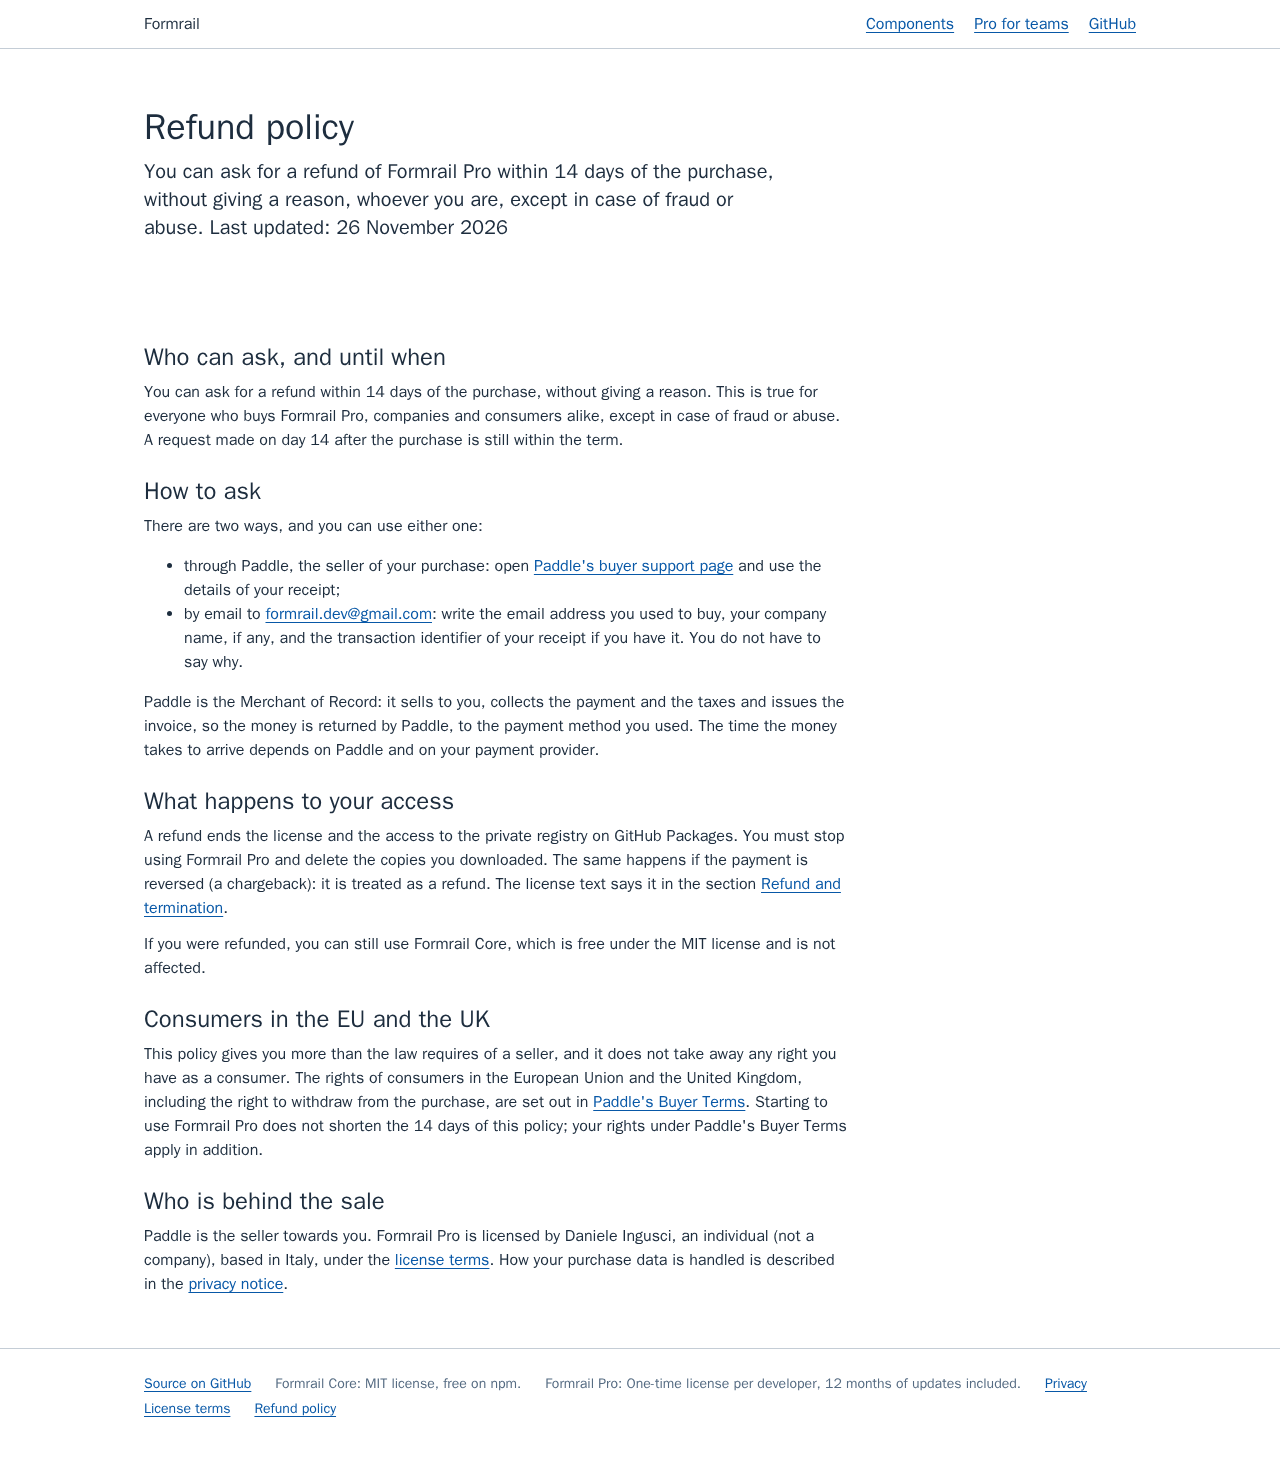 Formrail
Components Pro for teams GitHub
Refund policy
You can ask for a refund of Formrail Pro within 14 days of the purchase,
without giving a reason, whoever you are, except in case of fraud or
abuse. Last updated: 26 November 2026
Who can ask, and until when
You can ask for a refund within 14 days of the purchase, without giving a reason. This is true for
everyone who buys Formrail Pro, companies and consumers alike, except in case of fraud or abuse.
A request made on day 14 after the purchase is still within the term.
How to ask
There are two ways, and you can use either one:
• through Paddle, the seller of your purchase: open Paddle's buyer support page and use the
details of your receipt;
• by email to formrail.dev@gmail.com: write the email address you used to buy, your company
name, if any, and the transaction identifier of your receipt if you have it. You do not have to
say why.
Paddle is the Merchant of Record: it sells to you, collects the payment and the taxes and issues the
invoice, so the money is returned by Paddle, to the payment method you used. The time the money
takes to arrive depends on Paddle and on your payment provider.
What happens to your access
A refund ends the license and the access to the private registry on GitHub Packages. You must stop
using Formrail Pro and delete the copies you downloaded. The same happens if the payment is
reversed (a chargeback): it is treated as a refund. The license text says it in the section Refund and
termination.
If you were refunded, you can still use Formrail Core, which is free under the MIT license and is not
affected.
Consumers in the EU and the UK
This policy gives you more than the law requires of a seller, and it does not take away any right you
have as a consumer. The rights of consumers in the European Union and the United Kingdom,
including the right to withdraw from the purchase, are set out in Paddle's Buyer Terms. Starting to
use Formrail Pro does not shorten the 14 days of this policy; your rights under Paddle's Buyer Terms
apply in addition.
Who is behind the sale
Paddle is the seller towards you. Formrail Pro is licensed by Daniele Ingusci, an individual (not a
company), based in Italy, under the license terms. How your purchase data is handled is described
in the privacy notice.
Source on GitHub Formrail Core: MIT license, free on npm. Formrail Pro: One-time license per developer, 12 months of updates included. Privacy
License terms Refund policy